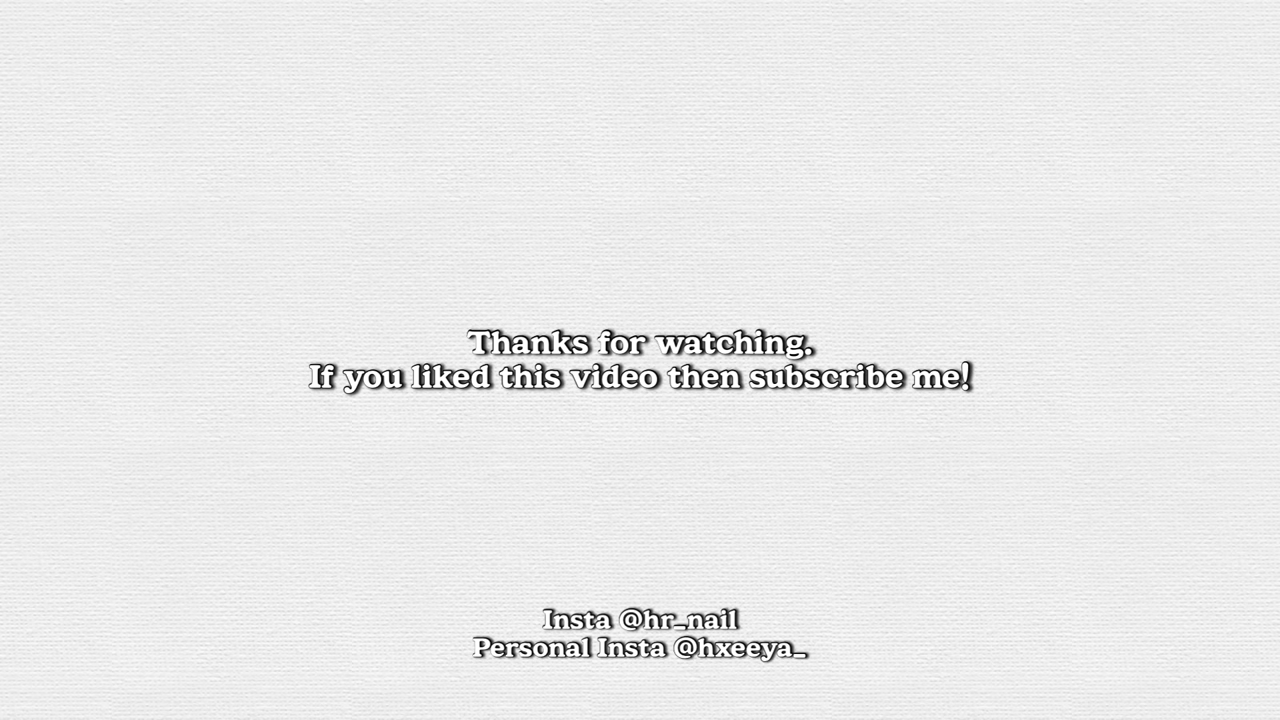 Thanks for watching.
If you liked this video then subscribe me!
Insta @hr_nail
Personal Insta @hxeeya_